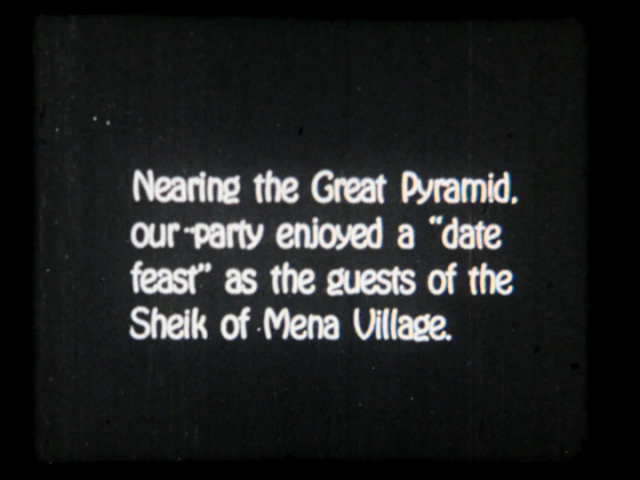 Nearing the Great Pyramid,
our party enjoyed a "date
feast" as the guests of the
Sheik of Mena Village.